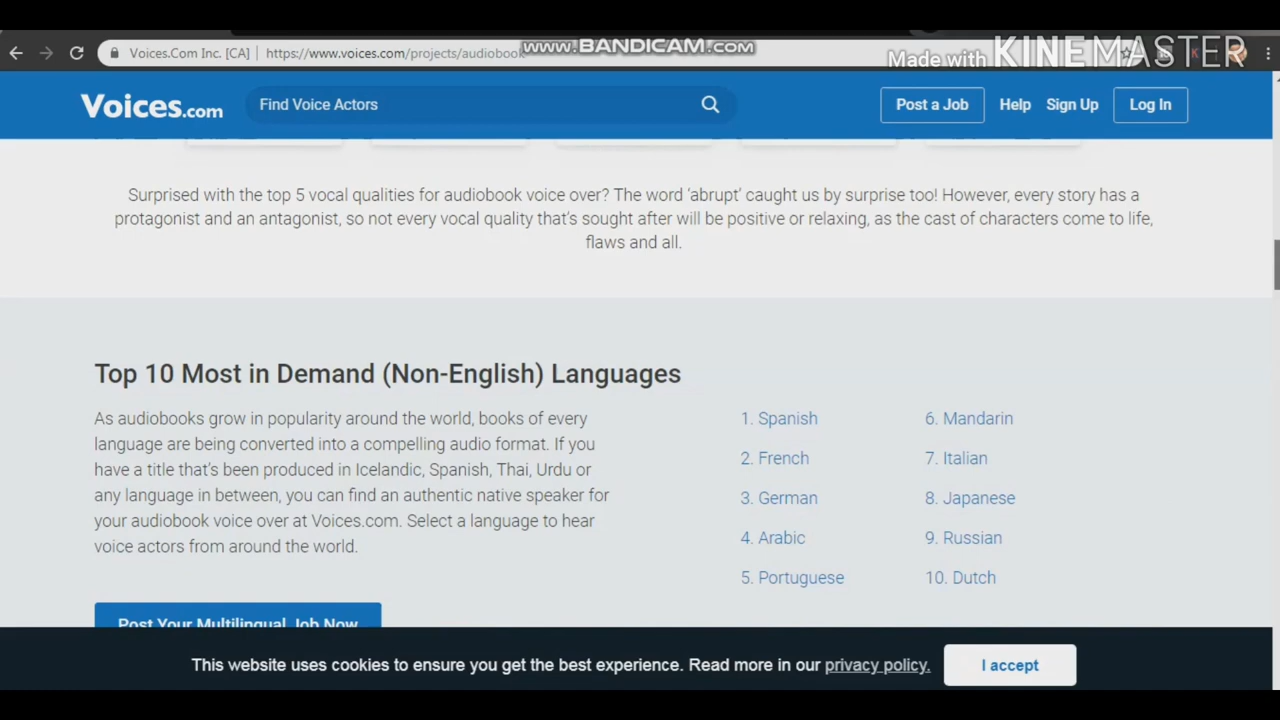 www.BANDICAM.com
Made with KINEMASTER
Voices.Com Inc. [CA] | https://www.voices.com/projects/audiobook
Voices.com Find Voice Actors Post a Job Help Sign Up Log In
Surprised with the top 5 vocal qualities for audiobook voice over? The word 'abrupt' caught us by surprise too! However, every story has a
protagonist and an antagonist, so not every vocal quality that's sought after will be positive or relaxing, as the cast of characters come to life,
flaws and all.
Top 10 Most in Demand (Non-English) Languages
As audiobooks grow in popularity around the world, books of every
language are being converted into a compelling audio format. If you
have a title that's been produced in Icelandic, Spanish, Thai, Urdu or
any language in between, you can find an authentic native speaker for
your audiobook voice over at Voices.com. Select a language to hear
voice actors from around the world.
1. Spanish
2. French
3. German
4. Arabic
5. Portuguese
6. Mandarin
7. Italian
8. Japanese
9. Russian
10. Dutch
Post Your Multilingual Job Now
This website uses cookies to ensure you get the best experience. Read more in our privacy policy. I accept